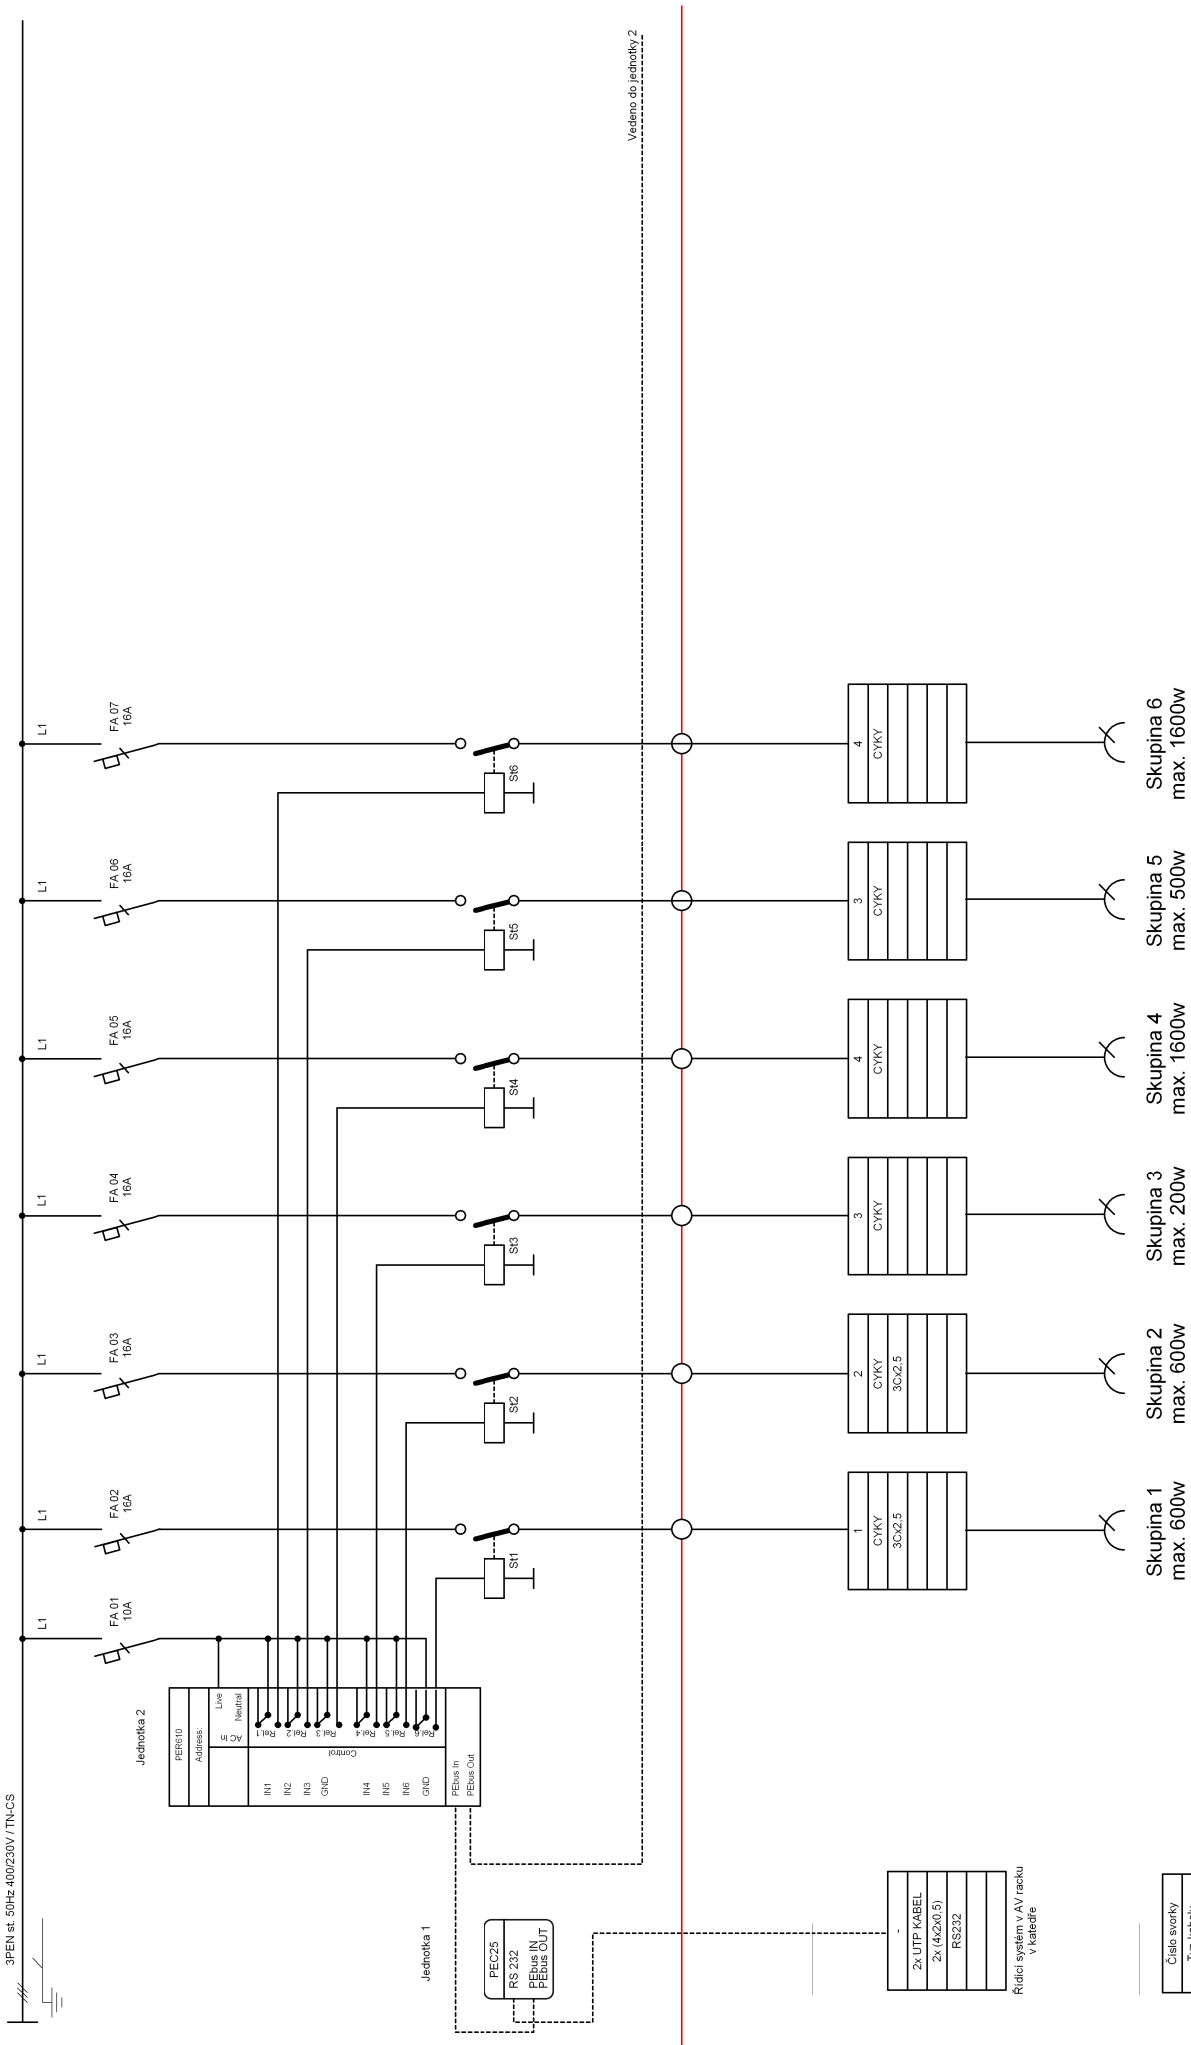 3PEN st. 50Hz 400/230V / TN-CS
L1
FA 01
10A
L1
FA 02
16A
L1
FA 03
16A
L1
FA 04
16A
L1
FA 05
16A
L1
FA 06
16A
L1
FA 07
16A
Jednotka 2
PER610
Address:
Live
Neutral
AC In
Rel.1
Rel.2
Rel.3
Rel.4
Rel.5
Rel.6
Control
IN1
IN2
IN3
GND
IN4
IN5
IN6
GND
PEbus In
PEbus Out
St1
St2
St3
St4
St5
St6
Jednotka 1
PEC25
RS 232
PEbus IN
PEbus OUT
Vedeno do jednotky 2
-
2x UTP KABEL
2x (4x2x0,5)
RS232
Řídící systém v AV racku
v katedře
1
CYKY
3Cx2,5
2
CYKY
3Cx2,5
3
CYKY
4
CYKY
3
CYKY
4
CYKY
Skupina 1
max. 600w
Skupina 2
max. 600w
Skupina 3
max. 200w
Skupina 4
max. 1600w
Skupina 5
max. 500w
Skupina 6
max. 1600w
Číslo svorky